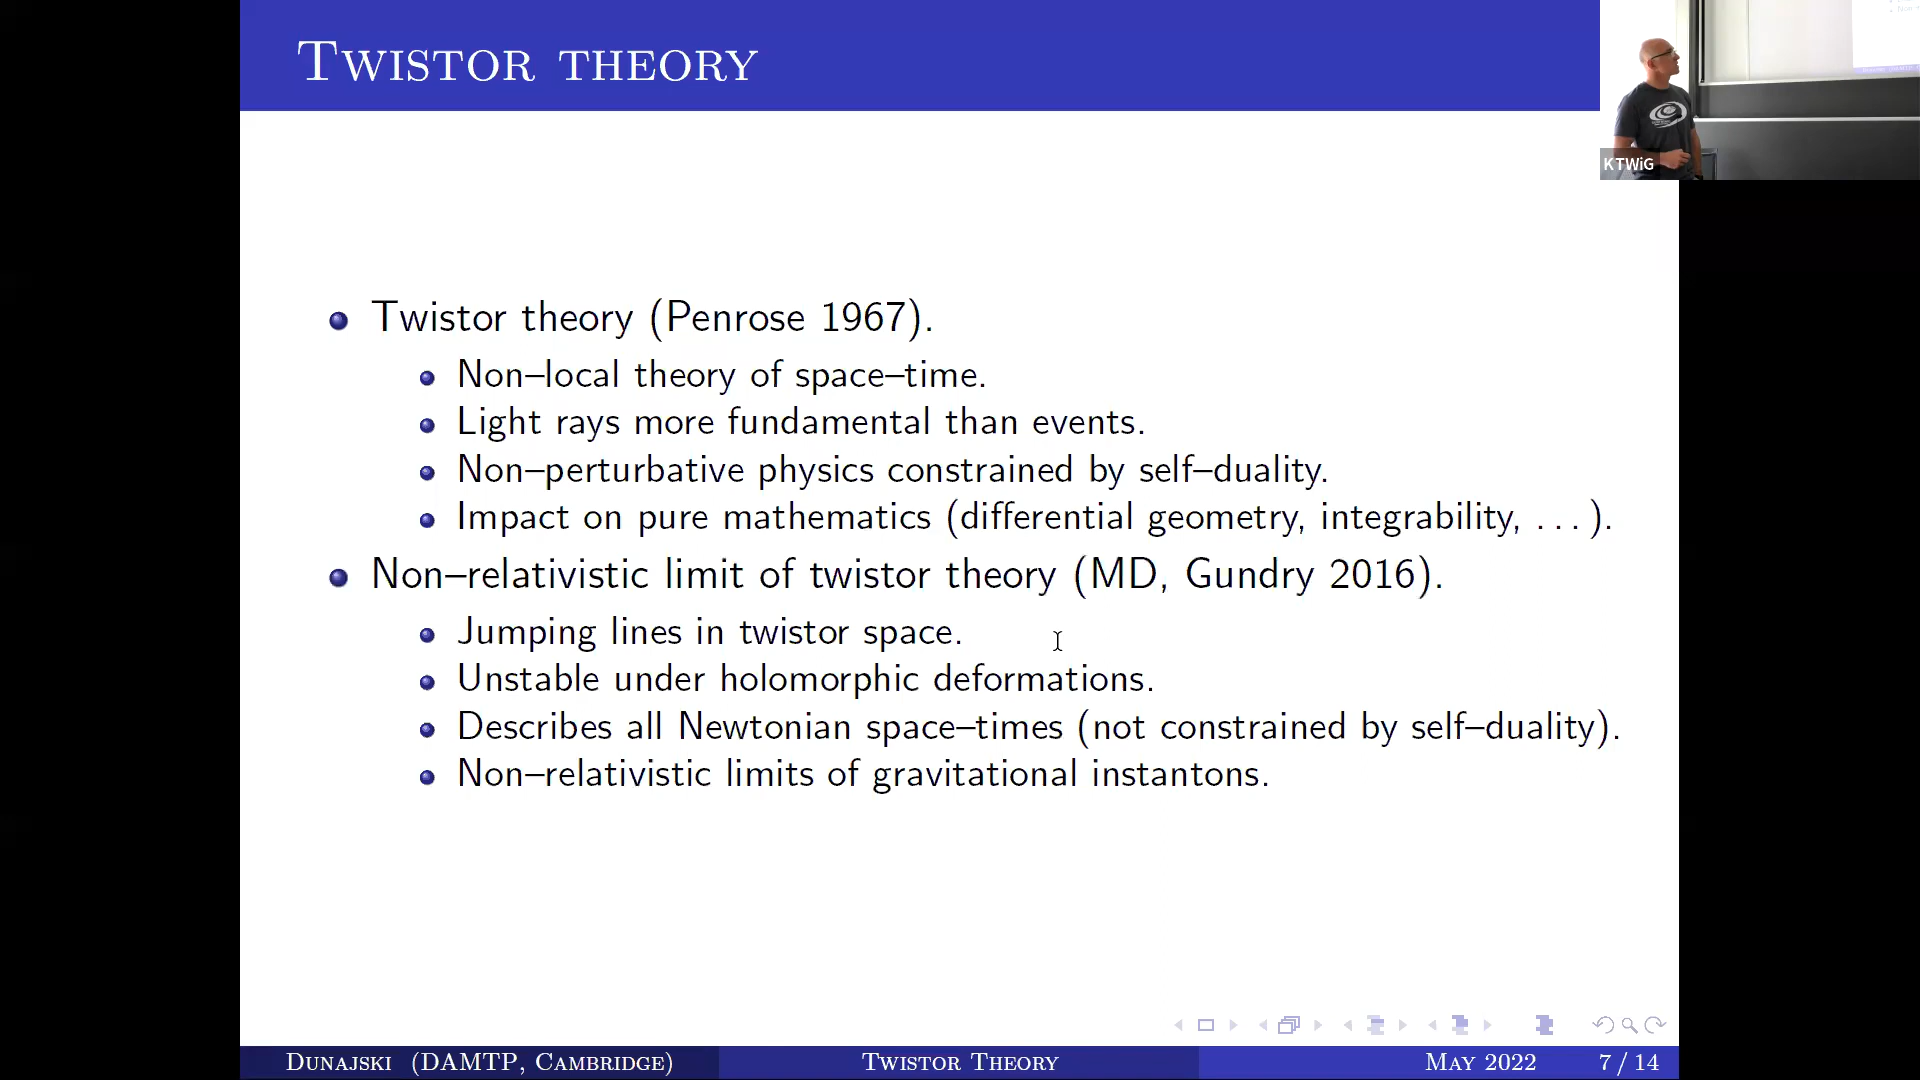 Twistor theory
KTWiG
Twistor theory (Penrose 1967).
Non–local theory of space–time.
Light rays more fundamental than events.
Non–perturbative physics constrained by self–duality.
Impact on pure mathematics (differential geometry, integrability, . . . ).
Non–relativistic limit of twistor theory (MD, Gundry 2016).
Jumping lines in twistor space.
Unstable under holomorphic deformations.
Describes all Newtonian space–times (not constrained by self–duality).
Non–relativistic limits of gravitational instantons.
Dunajski (DAMTP, Cambridge) Twistor Theory May 2022 7 / 14